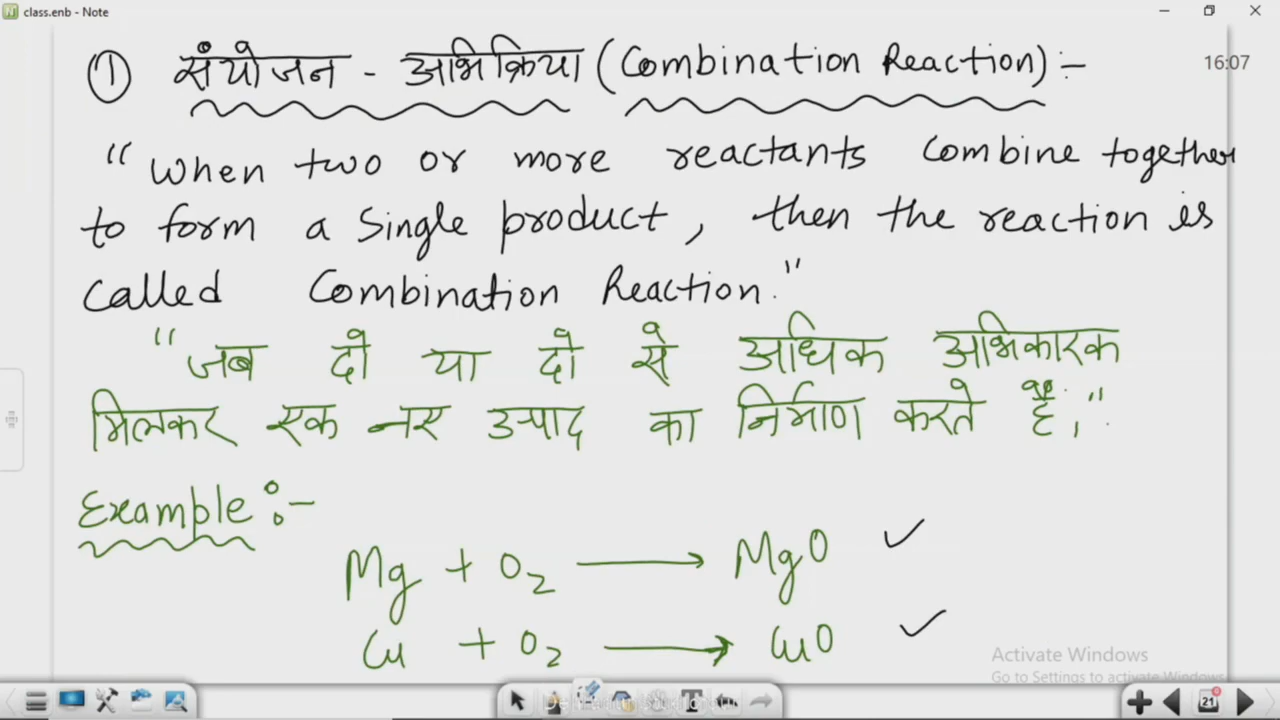 class.enb - Note
① संयोजन - अभिक्रिया (Combination Reaction) :-
16:07
"When two or more reactants combine together
to form a single product, then the reaction is
called Combination Reaction."
"जब दो या दो से अधिक अभिकारक
मिलकर एक नए उत्पाद का निर्माण करते हैं।"
Example :-
Mg + O₂ ⟶ MgO ✓
Cu + O₂ ⟶ CuO ✓
Activate Windows
Go to Settings to activate Windows
21